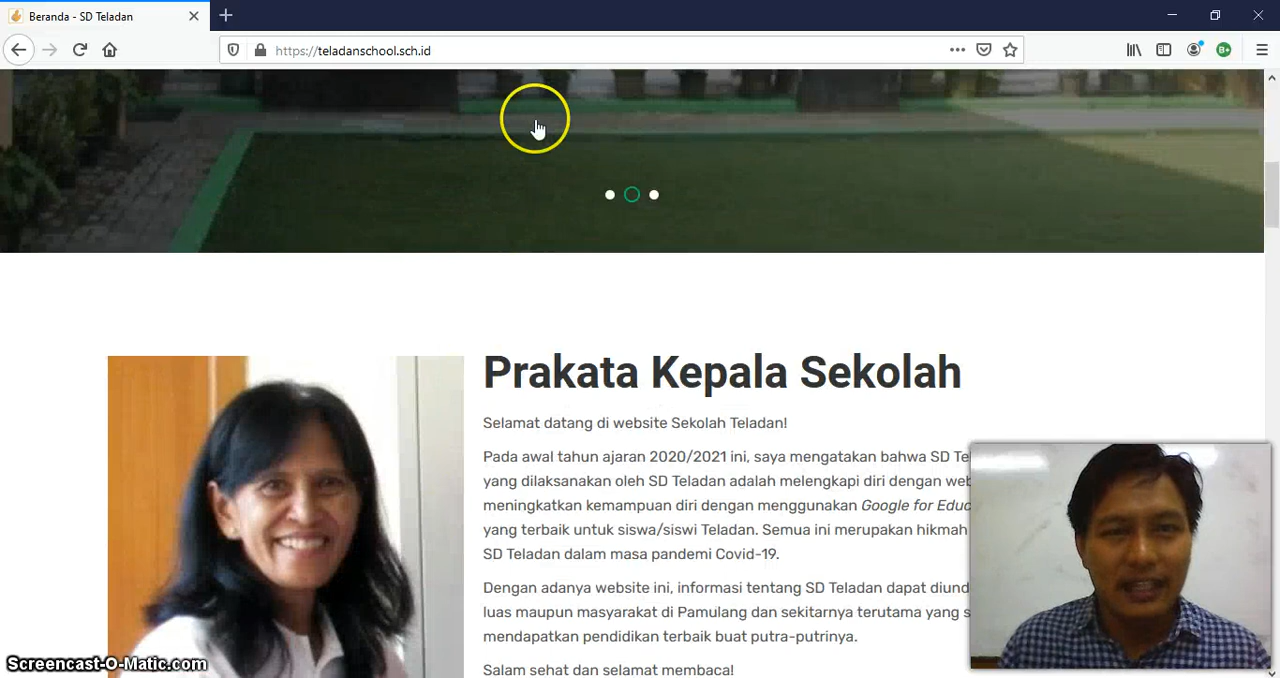 Beranda - SD Teladan
https://teladanschool.sch.id
Prakata Kepala Sekolah
Selamat datang di website Sekolah Teladan!
Pada awal tahun ajaran 2020/2021 ini, saya mengatakan bahwa SD
yang dilaksanakan oleh SD Teladan adalah melengkapi diri dengan
meningkatkan kemampuan diri dengan menggunakan Google for
yang terbaik untuk siswa/siswi Teladan. Semua ini merupakan hikmah
SD Teladan dalam masa pandemi Covid-19.
Dengan adanya website ini, informasi tentang SD Teladan dapat
luas maupun masyarakat di Pamulang dan sekitarnya terutama yang
mendapatkan pendidikan terbaik buat putra-putrinya.
Salam sehat dan selamat membaca!
Screencast-O-Matic.com